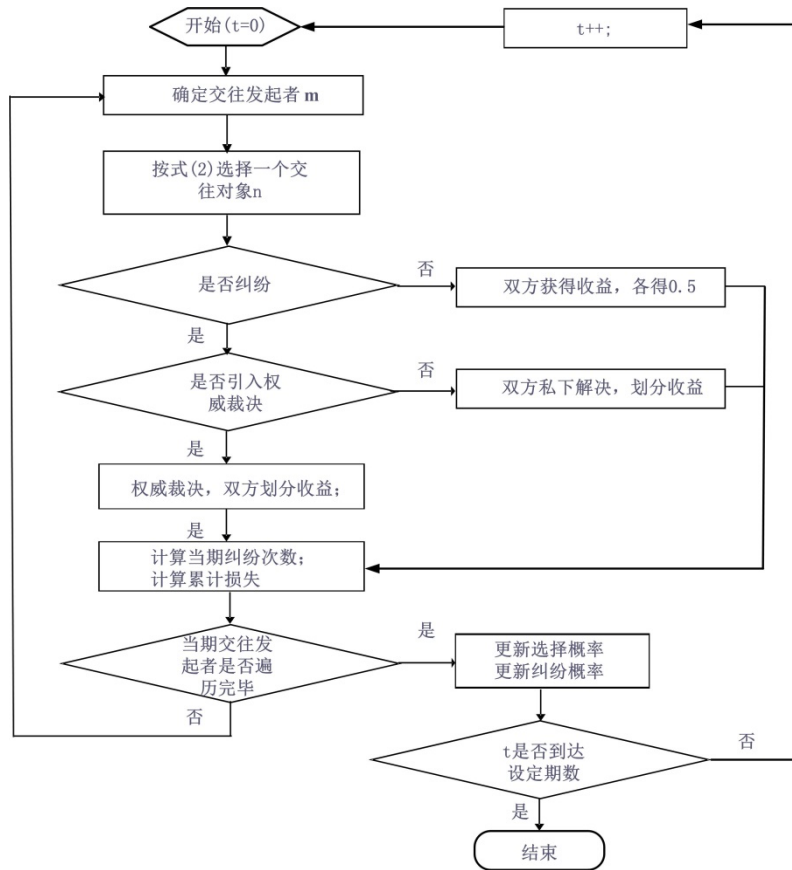 开始(t=0)
t++;
确定交往发起者 m
按式(2)选择一个交
往对象n
是否纠纷
否
双方获得收益，各得0.5
是
是否引入权
威裁决
否
双方私下解决，划分收益
是
权威裁决，双方划分收益；
是
计算当期纠纷次数；
计算累计损失
当期交往发
起者是否遍
历完毕
是
更新选择概率
更新纠纷概率
否
t是否到达
设定期数
否
是
结束